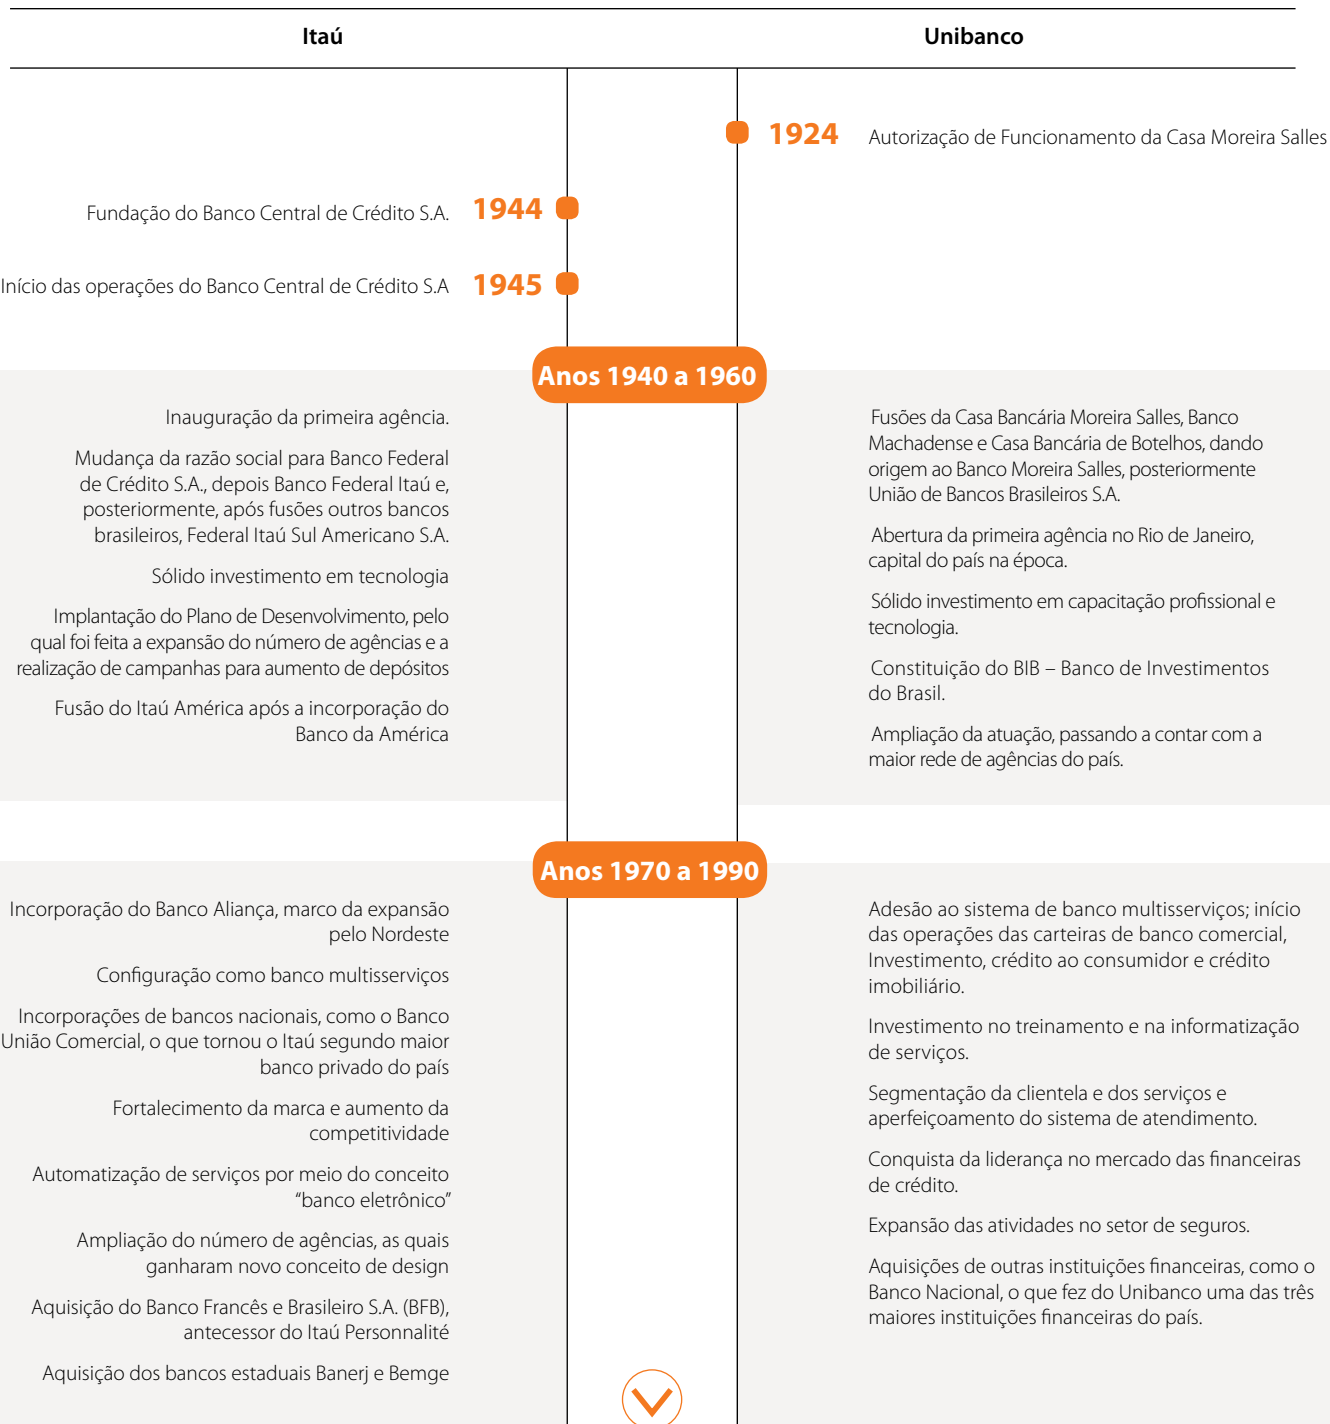 Itaú
Unibanco
1924
Autorização de Funcionamento da Casa Moreira Salles
Fundação do Banco Central de Crédito S.A.
1944
Início das operações do Banco Central de Crédito S.A
1945
Anos 1940 a 1960
Inauguração da primeira agência.
Mudança da razão social para Banco Federal
de Crédito S.A., depois Banco Federal Itaú e,
posteriormente, após fusões outros bancos
brasileiros, Federal Itaú Sul Americano S.A.
Sólido investimento em tecnologia
Implantação do Plano de Desenvolvimento, pelo
qual foi feita a expansão do número de agências e a
realização de campanhas para aumento de depósitos
Fusão do Itaú América após a incorporação do
Banco da América
Fusões da Casa Bancária Moreira Salles, Banco
Machadense e Casa Bancária de Botelhos, dando
origem ao Banco Moreira Salles, posteriormente
União de Bancos Brasileiros S.A.
Abertura da primeira agência no Rio de Janeiro,
capital do país na época.
Sólido investimento em capacitação profissional e
tecnologia.
Constituição do BIB – Banco de Investimentos
do Brasil.
Ampliação da atuação, passando a contar com a
maior rede de agências do país.
Anos 1970 a 1990
Incorporação do Banco Aliança, marco da expansão
pelo Nordeste
Configuração como banco multisserviços
Incorporações de bancos nacionais, como o Banco
União Comercial, o que tornou o Itaú segundo maior
banco privado do país
Fortalecimento da marca e aumento da
competitividade
Automatização de serviços por meio do conceito
“banco eletrônico”
Ampliação do número de agências, as quais
ganharam novo conceito de design
Aquisição do Banco Francês e Brasileiro S.A. (BFB),
antecessor do Itaú Personnalité
Aquisição dos bancos estaduais Banerj e Bemge
Adesão ao sistema de banco multisserviços; início
das operações das carteiras de banco comercial,
Investimento, crédito ao consumidor e crédito
imobiliário.
Investimento no treinamento e na informatização
de serviços.
Segmentação da clientela e dos serviços e
aperfeiçoamento do sistema de atendimento.
Conquista da liderança no mercado das financeiras
de crédito.
Expansão das atividades no setor de seguros.
Aquisições de outras instituições financeiras, como o
Banco Nacional, o que fez do Unibanco uma das três
maiores instituições financeiras do país.